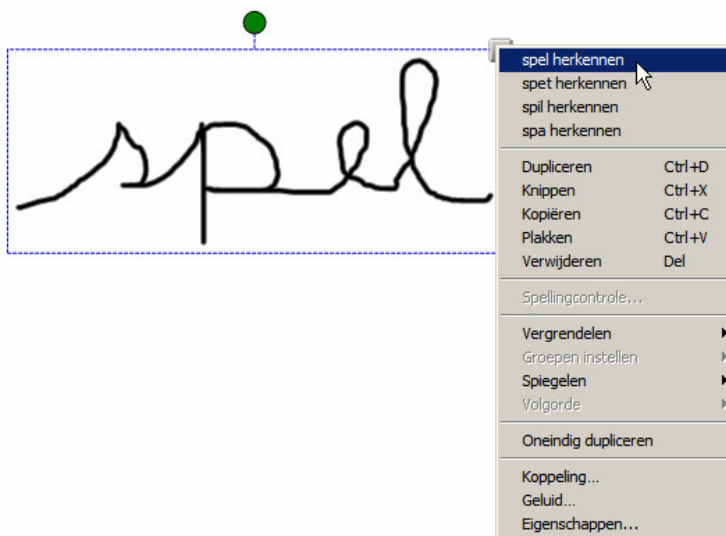 spel
spel herkennen
spet herkennen
spil herkennen
spa herkennen
Dupliceren Ctrl+D
Knippen Ctrl+X
Kopiëren Ctrl+C
Plakken Ctrl+V
Verwijderen Del
Spellingcontrole...
Vergrendelen
Groepen instellen
Spiegelen
Volgorde
Oneindig dupliceren
Koppeling...
Geluid...
Eigenschappen...